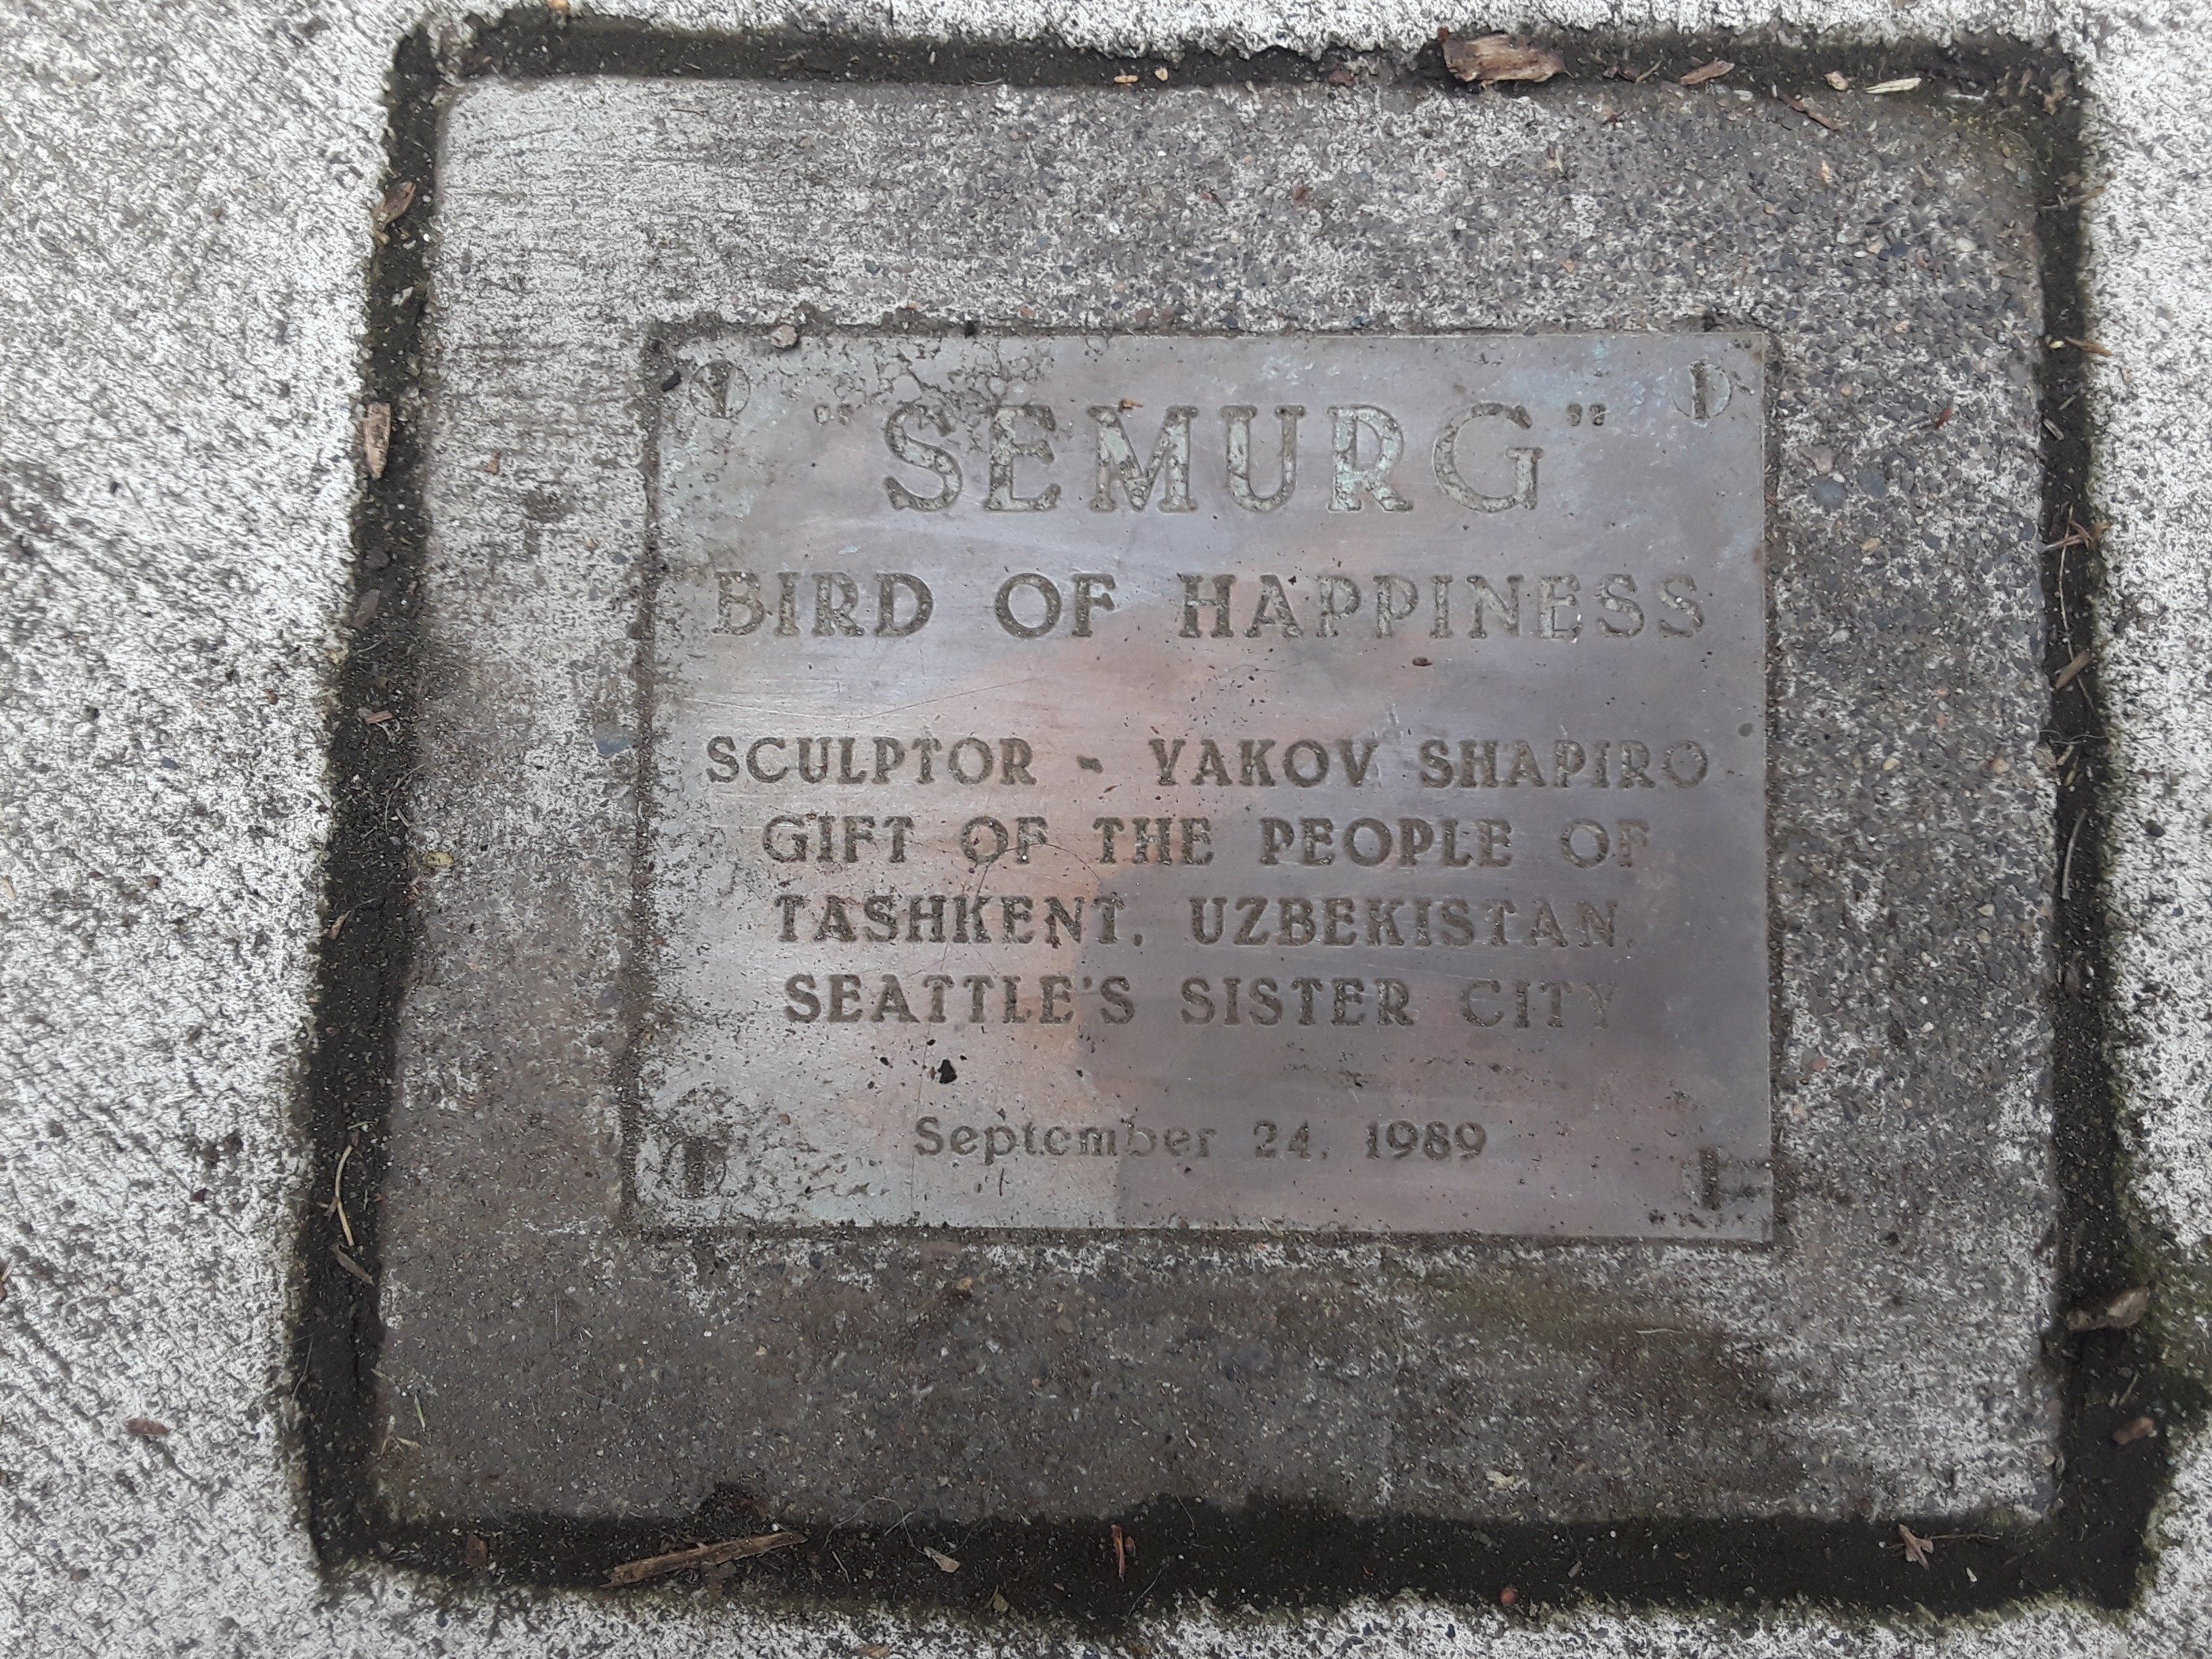 "SEMURG"
BIRD OF HAPPINESS
SCULPTOR - YAKOV SHAPIRO
GIFT OF THE PEOPLE OF
TASHKENT, UZBEKISTAN,
SEATTLE'S SISTER CITY
September 24, 1989